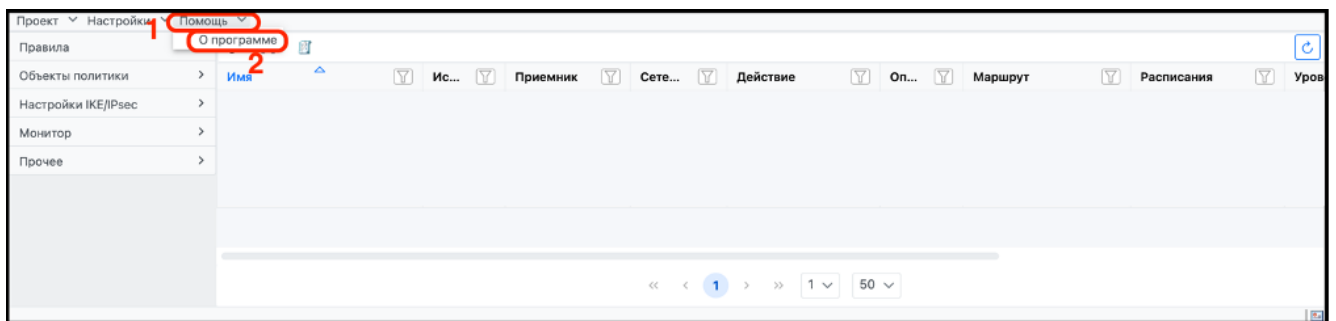 Проект Настройки 1 Помощь
Правила
О программе
2
Объекты политики
Имя Ис... Приемник Сете... Действие Оп... Маршрут Расписания Уров
Настройки IKE/IPsec
Монитор
Прочее
« < 1 > » 1 50